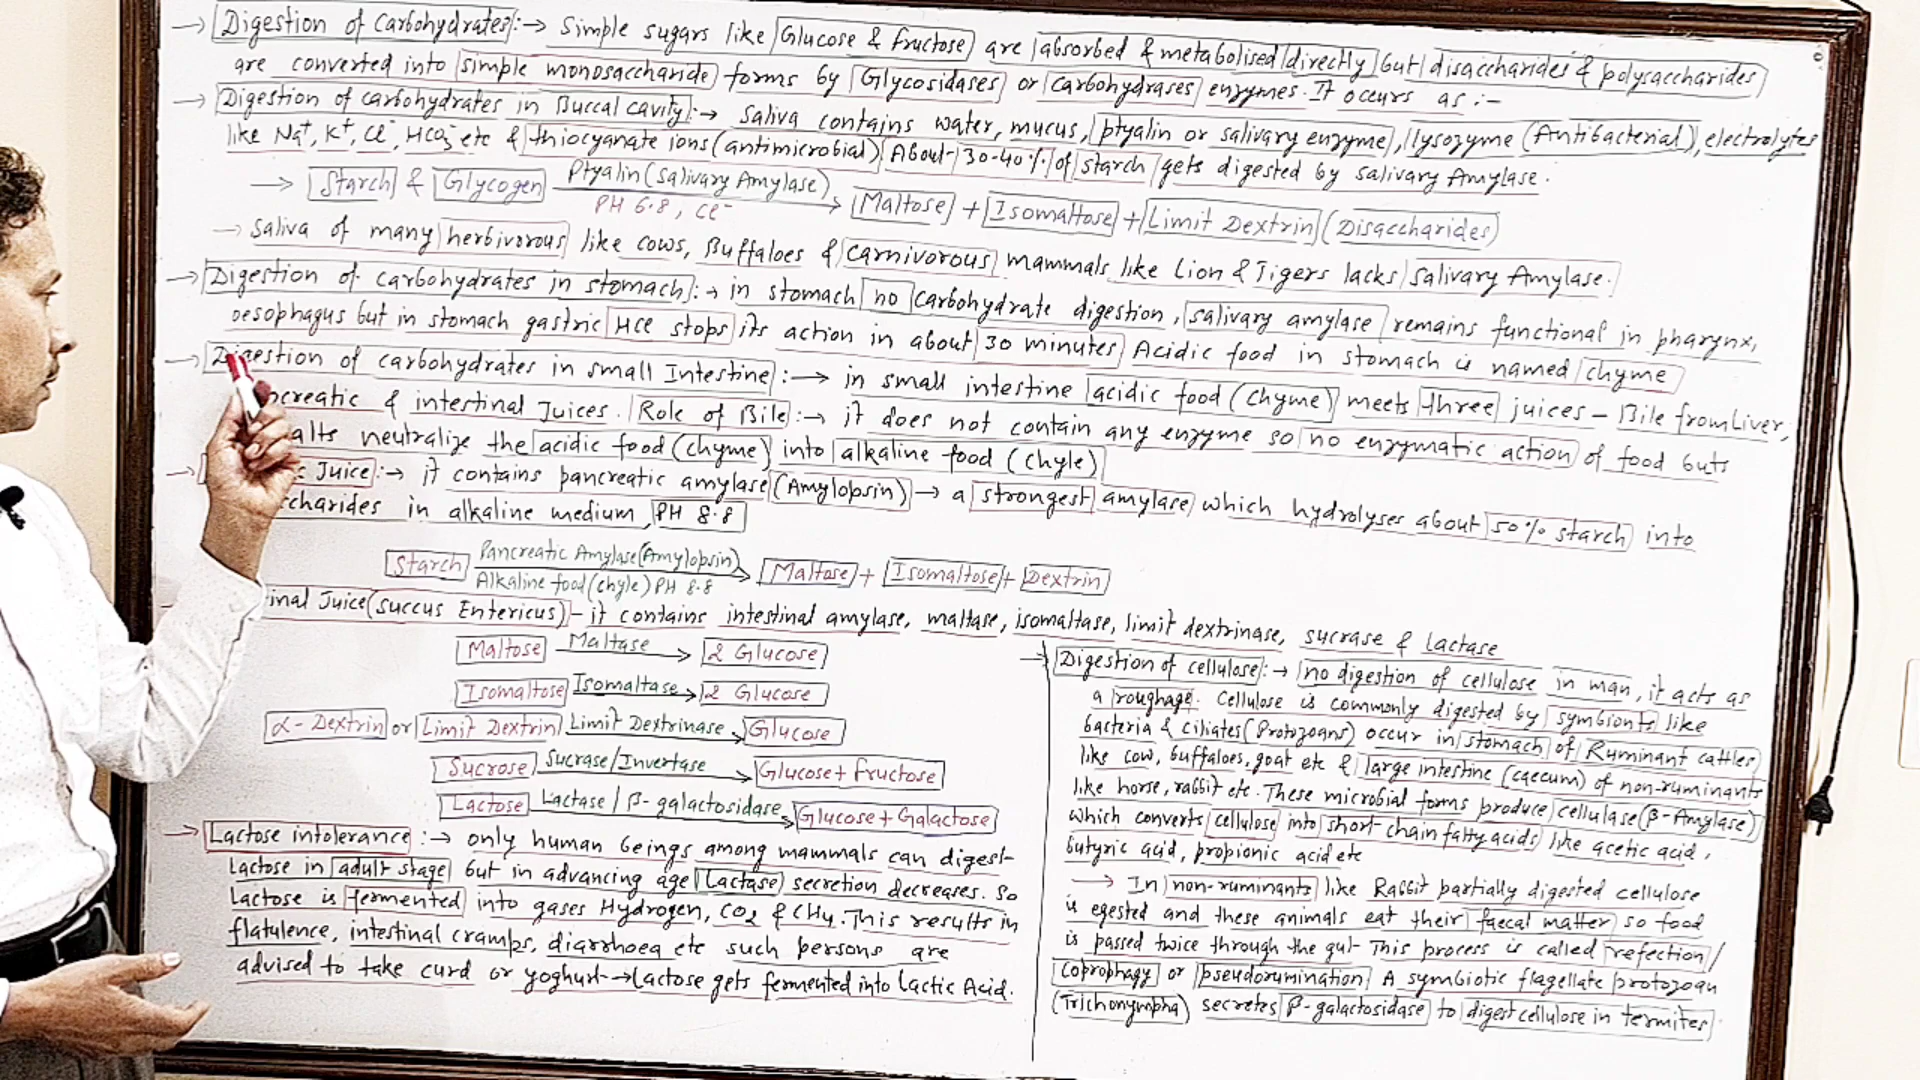 → Digestion of Carbohydrates :→ Simple sugars like Glucose & fructose are absorbed & metabolised directly but disaccharides & polysaccharides
are converted into simple monosaccharide forms by Glycosidases or carbohydrases enzymes. It occurs as :-
→ Digestion of carbohydrates in Buccal cavity :→ Saliva contains water, mucus, ptyalin or salivary enzyme, lysozyme (Antibacterial), electrolytes
like Na⁺, K⁺, Cl⁻, HCO₃⁻ etc & thiocyanate ions (antimicrobial) About 30-40% of starch gets digested by salivary Amylase.
→ Starch & Glycogen Ptyalin (Salivary Amylase) PH 6.8, Cl⁻ → Maltose + Isomaltose + Limit Dextrin (Disaccharides)
→ Saliva of many herbivorous like cows, Buffaloes & Carnivorous mammals like Lion & Tigers lacks Salivary Amylase.
→ Digestion of carbohydrates in stomach :→ in stomach no carbohydrate digestion, salivary amylase remains functional in pharynx,
oesophagus but in stomach gastric HCl stops its action in about 30 minutes Acidic food in stomach is named chyme
→ Digestion of carbohydrates in small Intestine :→ in small intestine acidic food (chyme) meets three juices – Bile from Liver,
creatic & intestinal Juices. Role of Bile :→ it does not contain any enzyme so no enzymatic action of food buts
alts neutralize the acidic food (chyme) into alkaline food (chyle)
→ c Juice :→ it contains pancreatic amylase (Amylopsin) → a strongest amylase which hydrolyses about 50% starch into
ccharides in alkaline medium, PH 8.8
Starch Pancreatic Amylase (Amylopsin) Alkaline food (chyle) PH 8.8 → Maltose + Isomaltose + Dextrin
inal Juice (succus Entericus) – it contains intestinal amylase, maltase, isomaltase, limit dextrinase, sucrase & lactase
Maltose Maltase → 2 Glucose
Isomaltose Isomaltase → 2 Glucose
α-Dextrin or Limit Dextrin Limit Dextrinase → Glucose
Sucrose Sucrase/Invertase → Glucose + fructose
Lactose Lactase / β-galactosidase → Glucose + Galactose
→ Lactose intolerance :→ only human beings among mammals can digest
Lactose in adult stage but in advancing age Lactase secretion decreases. So
Lactose is fermented into gases Hydrogen, CO₂ & CH₄. This results in
flatulence, intestinal cramps, diarrhoea etc such persons are
advised to take curd or yoghurt → Lactose gets fermented into Lactic Acid.
→ Digestion of cellulose :→ no digestion of cellulose in man, it acts as
a roughage. Cellulose is commonly digested by symbionts like
bacteria & ciliates (Protozoans) occur in stomach of Ruminant cattles
like cow, buffaloes, goat etc & large intestine (caecum) of non-ruminants
like horse, rabbit etc. These microbial forms produce cellulase (β-Amylase)
which converts cellulose into short-chain fatty acids like acetic acid,
butyric acid, propionic acid etc
→ In non-ruminants like Rabbit partially digested cellulose
is egested and these animals eat their faecal matter so food
is passed twice through the gut This process is called refection/
Coprophagy or pseudorumination A symbiotic flagellate protozoan
(Trichonympha) secretes β-galactosidase to digest cellulose in termites.